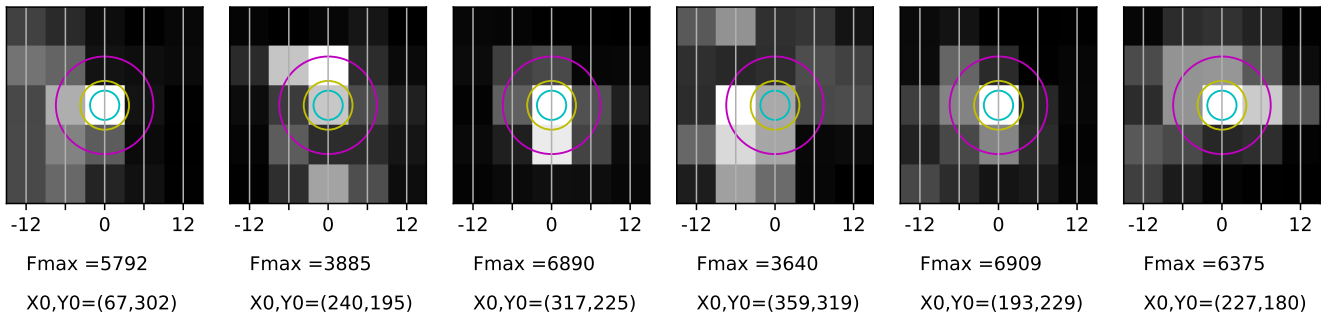 -12 0 12 -12 0 12 -12 0 12 -12 0 12 -12 0 12 -12 0 12
Fmax =5792 Fmax =3885 Fmax =6890 Fmax =3640 Fmax =6909 Fmax =6375
X0,Y0=(67,302) X0,Y0=(240,195) X0,Y0=(317,225) X0,Y0=(359,319) X0,Y0=(193,229) X0,Y0=(227,180)